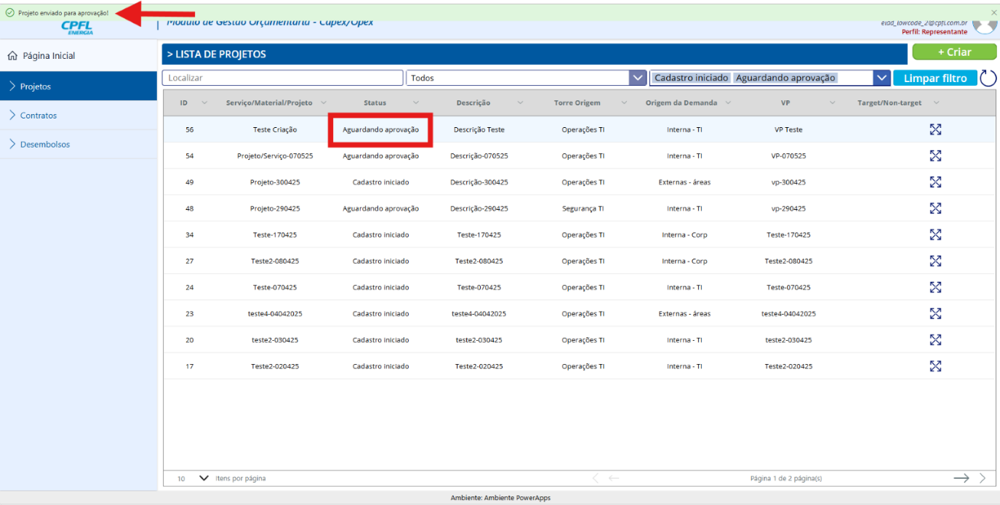 Projeto enviado para aprovação!
CPFL
ENERGIA
Módulo de Gestão Orçamentária - Capex/Opex
eiad_lowcode_2@cpfl.com.br
Perfil: Representante
Página Inicial
Projetos
Contratos
Desembolsos
> LISTA DE PROJETOS
+ Criar
Localizar Todos Cadastro iniciado Aguardando aprovação Limpar filtro
ID Serviço/Material/Projeto Status Descrição Torre Origem Origem da Demanda VP Target/Non-target
56 Teste Criação Aguardando aprovação Descrição Teste Operações TI Interna - TI VP Teste
54 Projeto/Serviço-070525 Aguardando aprovação Descrição-070525 Operações TI Interna - TI VP-070525
49 Projeto-300425 Cadastro iniciado Descrição-300425 Operações TI Externas - áreas vp-300425
48 Projeto-290425 Aguardando aprovação Descrição-290425 Segurança TI Interna - TI vp-290425
34 Teste-170425 Cadastro iniciado Teste-170425 Operações TI Interna - Corp Teste-170425
27 Teste2-080425 Cadastro iniciado Teste2-080425 Operações TI Interna - Corp Teste2-080425
24 Teste-070425 Cadastro iniciado Teste-070425 Operações TI Interna - TI Teste-070425
23 teste4-04042025 Cadastro iniciado teste4-04042025 Operações TI Externas - áreas teste4-04042025
20 teste2-030425 Cadastro iniciado teste2-030425 Operações TI Interna - TI teste2-030425
17 Teste2-020425 Cadastro iniciado Teste2-020425 Operações TI Interna - TI Teste2-020425
10 Itens por página Página 1 de 2 página(s)
Ambiente: Ambiente PowerApps